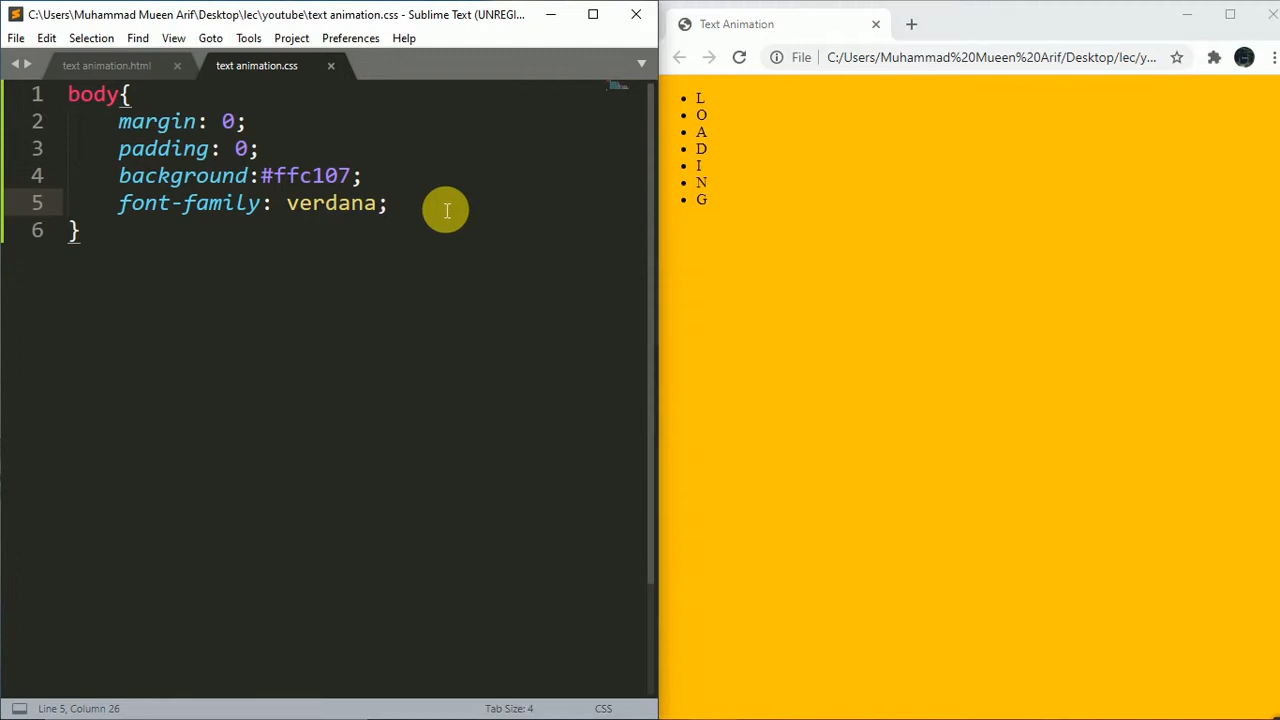 C:\Users\Muhammad Mueen Arif\Desktop\lec\youtube\text animation.css - Sublime Text (UNREGI...
File Edit Selection Find View Goto Tools Project Preferences Help
text animation.html
text animation.css
1 body{
2 margin: 0;
3 padding: 0;
4 background:#ffc107;
5 font-family: verdana;
6 }
Line 5, Column 26
Tab Size: 4
CSS
Text Animation
File C:/Users/Muhammad%20Mueen%20Arif/Desktop/lec/y...
L
O
A
D
I
N
G